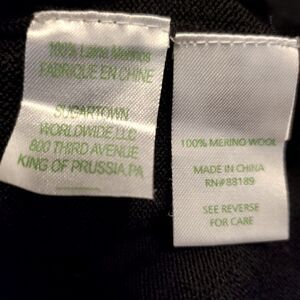 100% Laine Merinos
FABRIQUE EN CHINE
SUGARTOWN
WORLDWIDE,LLC
800 THIRD AVENUE
KING OF PRUSSIA,PA
100% MERINO WOOL
MADE IN CHINA
RN#88189
SEE REVERSE
FOR CARE